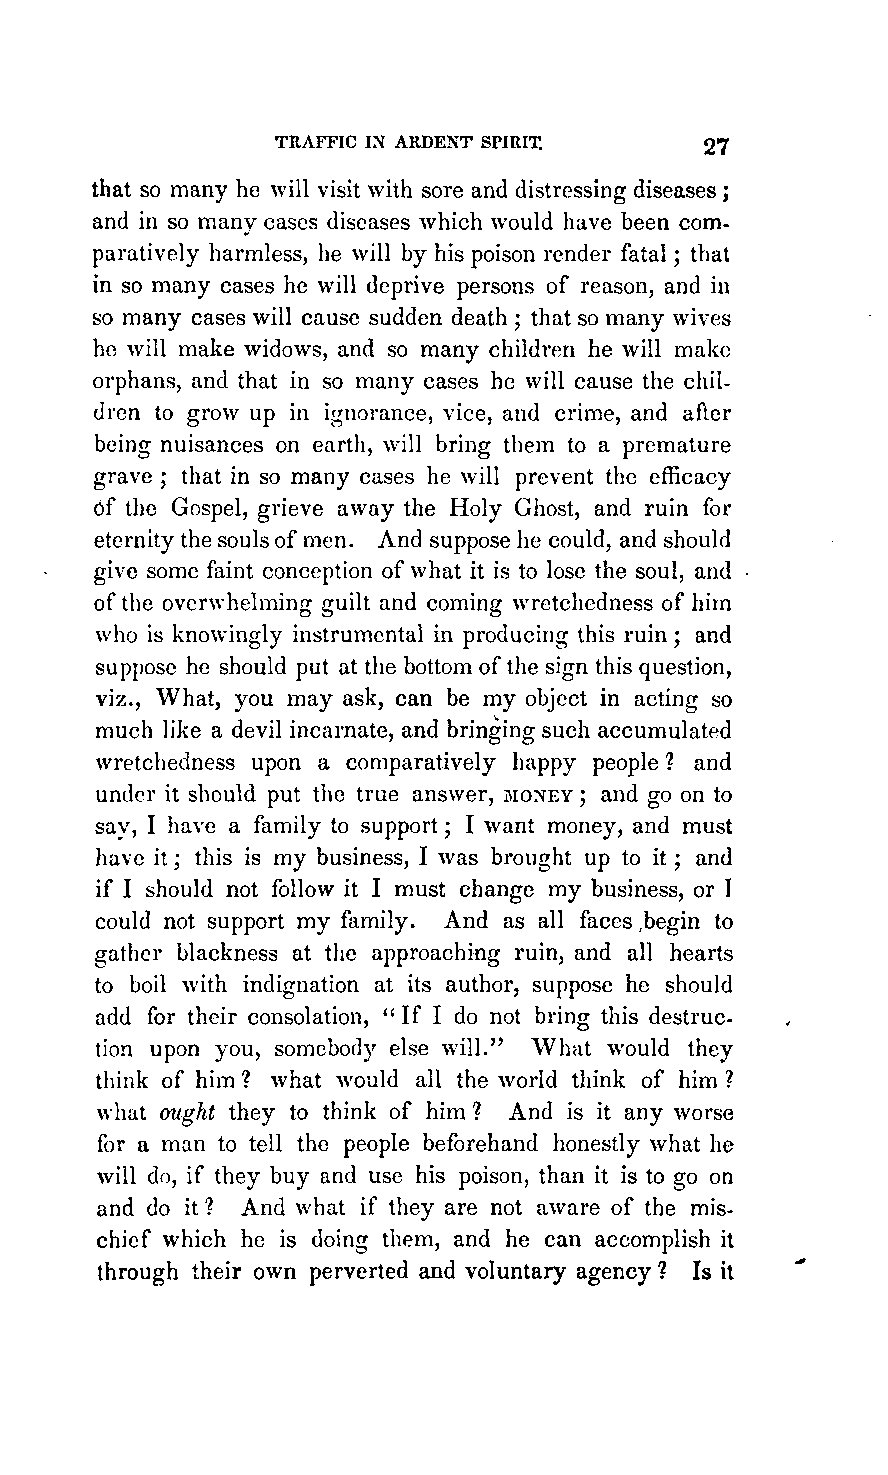 TRAFFIC IN ARDENT SPIRIT. 27
that so many he will visit with sore and distressing diseases ;
and in so many cases diseases which would have been com-
paratively harmless, he will by his poison render fatal ; that
in so many cases he will deprive persons of reason, and in
so many cases will cause sudden death ; that so many wives
he will make widows, and so many children he will make
orphans, and that in so many cases he will cause the chil-
dren to grow up in ignorance, vice, and crime, and after
being nuisances on earth, will bring them to a premature
grave ; that in so many cases he will prevent the efficacy
of the Gospel, grieve away the Holy Ghost, and ruin for
eternity the souls of men. And suppose he could, and should
give some faint conception of what it is to lose the soul, and
of the overwhelming guilt and coming wretchedness of him
who is knowingly instrumental in producing this ruin ; and
suppose he should put at the bottom of the sign this question,
viz., What, you may ask, can be my object in acting so
much like a devil incarnate, and bringing such accumulated
wretchedness upon a comparatively happy people ? and
under it should put the true answer, MONEY ; and go on to
say, I have a family to support ; I want money, and must
have it ; this is my business, I was brought up to it ; and
if I should not follow it I must change my business, or I
could not support my family. And as all faces begin to
gather blackness at the approaching ruin, and all hearts
to boil with indignation at its author, suppose he should
add for their consolation, "If I do not bring this destruc-
tion upon you, somebody else will." What would they
think of him ? what would all the world think of him ?
what ought they to think of him ? And is it any worse
for a man to tell the people beforehand honestly what he
will do, if they buy and use his poison, than it is to go on
and do it ? And what if they are not aware of the mis-
chief which he is doing them, and he can accomplish it
through their own perverted and voluntary agency ? Is it